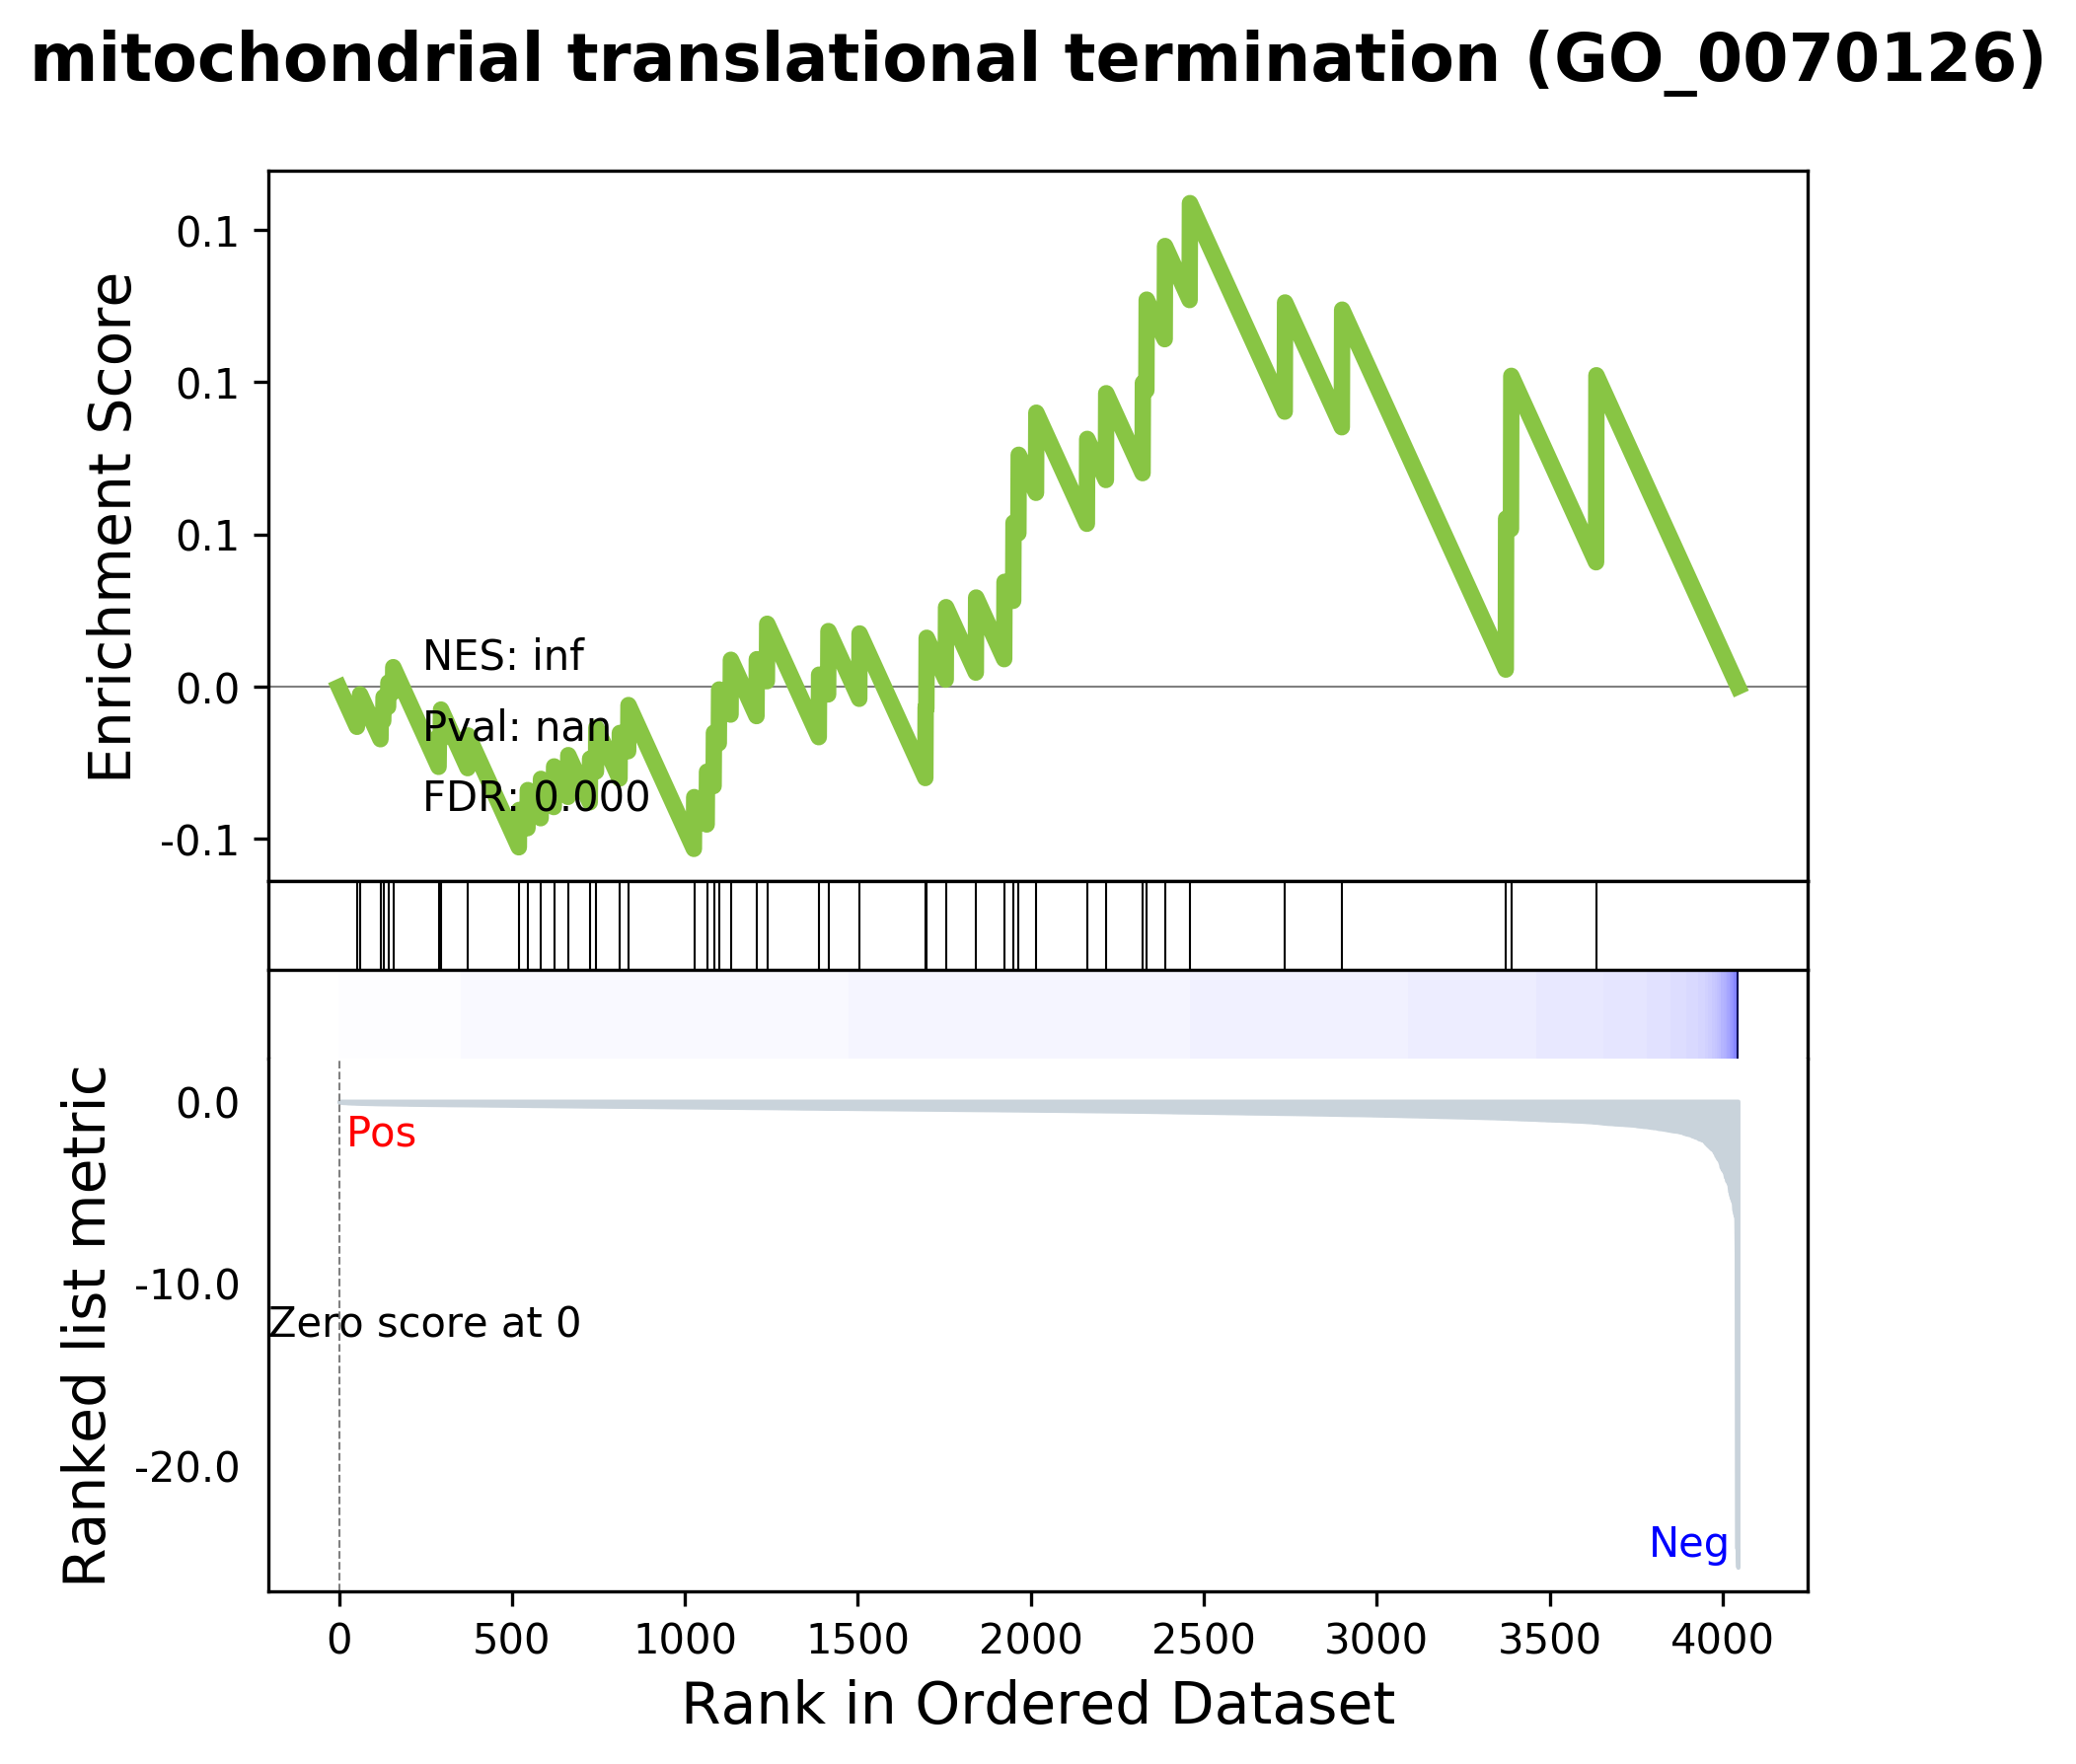 mitochondrial translational termination (GO_0070126)
Enrichment Score
0.1
0.1
0.1
0.0
-0.1
NES: inf
Pval: nan
FDR: 0.000
Ranked list metric
0.0
-10.0
-20.0
Pos
Zero score at 0
Neg
0 500 1000 1500 2000 2500 3000 3500 4000
Rank in Ordered Dataset